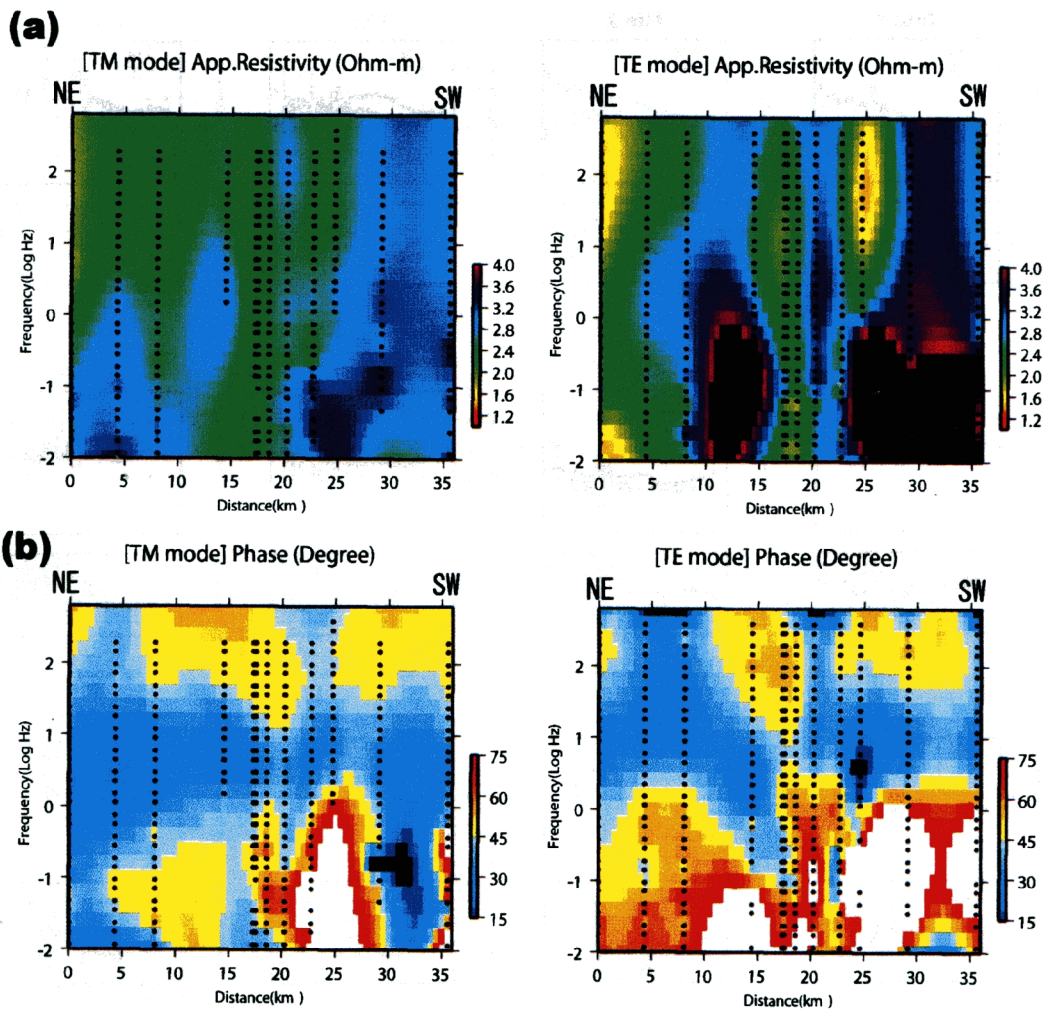 (a)
[TM mode] App.Resistivity (Ohm-m)
NE SW
2
1
0
-1
-2
Frequency(Log Hz)
0 5 10 15 20 25 30 35
Distance(km )
4.0
3.6
3.2
2.8
2.4
2.0
1.6
1.2
[TE mode] App.Resistivity (Ohm-m)
NE SW
2
1
0
-1
-2
Frequency(Log Hz)
0 5 10 15 20 25 30 35
Distance(km )
4.0
3.6
3.2
2.8
2.4
2.0
1.6
1.2
(b)
[TM mode] Phase (Degree)
NE SW
2
1
0
-1
-2
Frequency(Log Hz)
0 5 10 15 20 25 30 35
Distance(km )
75
60
45
30
15
[TE mode] Phase (Degree)
NE SW
2
1
0
-1
-2
Frequency(Log Hz)
0 5 10 15 20 25 30 35
Distance(km )
75
60
45
30
15